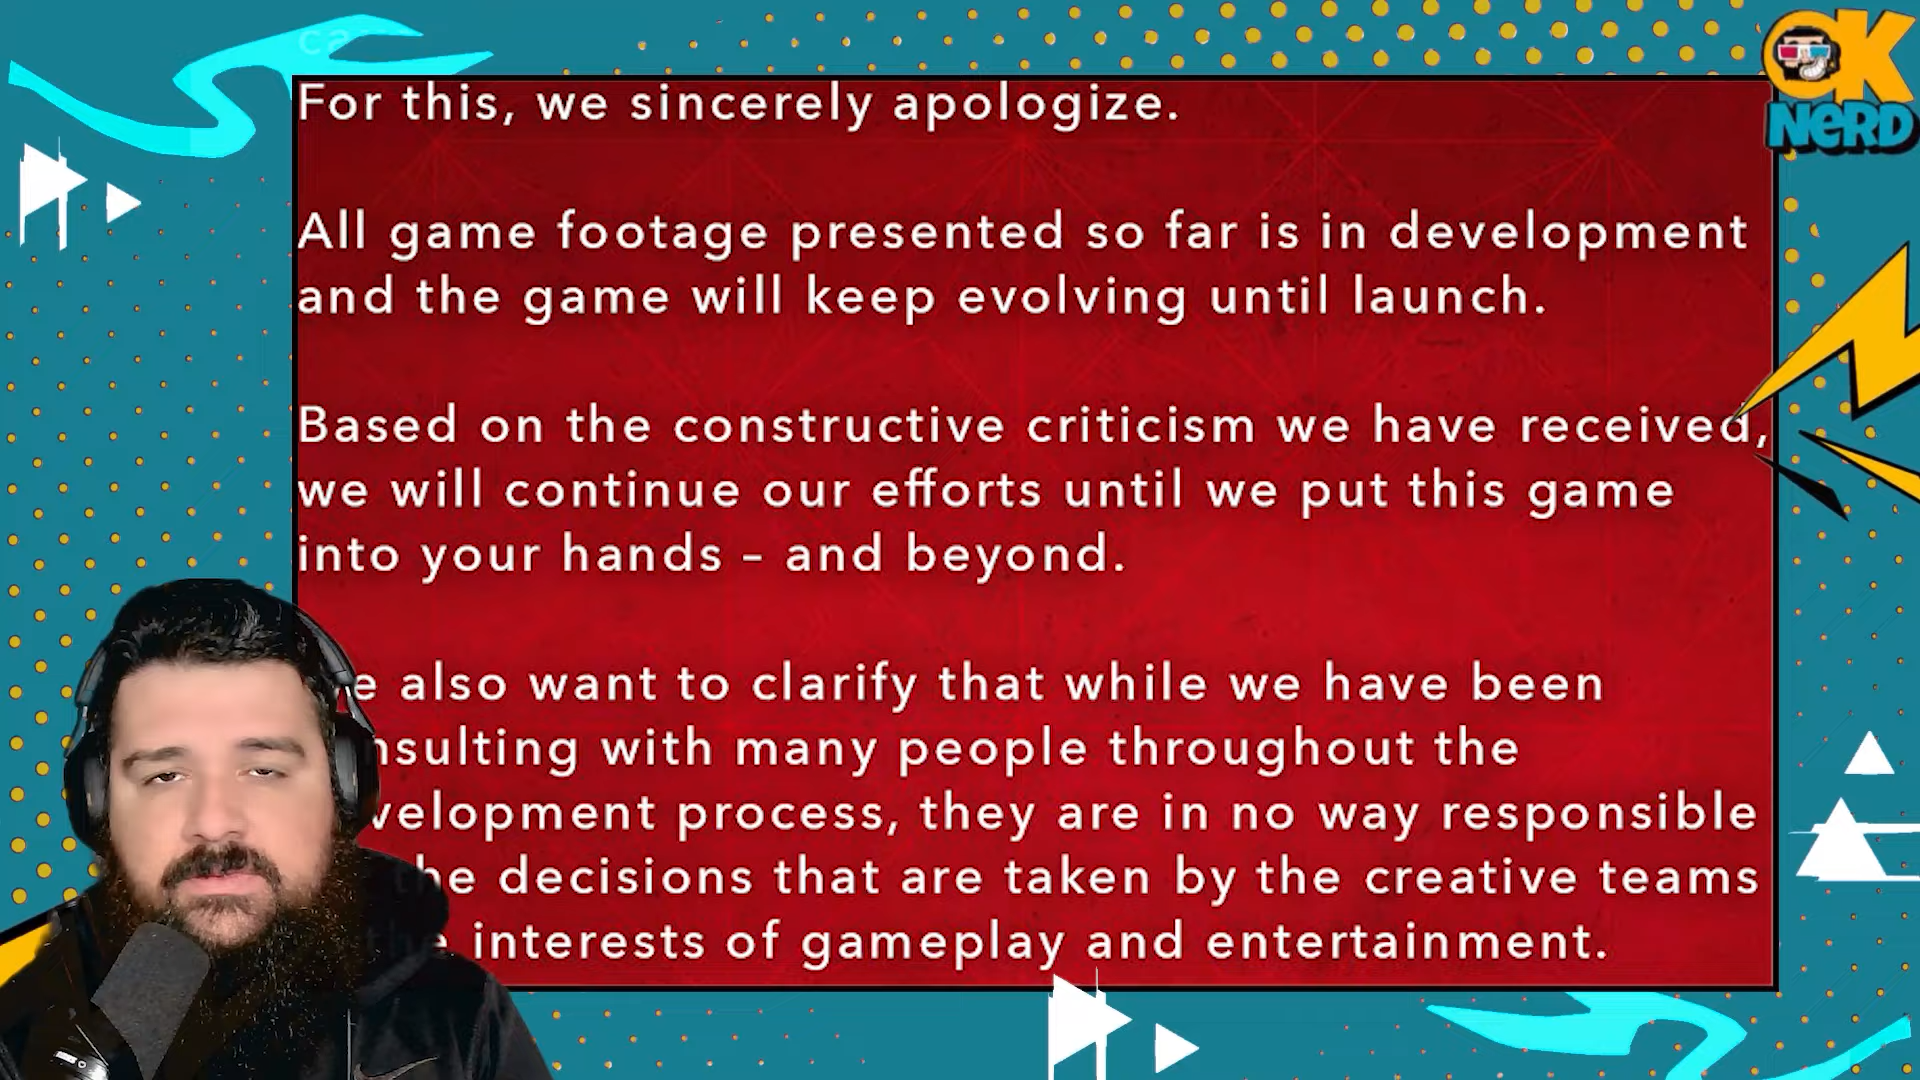 OK
NERD
For this, we sincerely apologize.
All game footage presented so far is in development
and the game will keep evolving until launch.
Based on the constructive criticism we have received,
we will continue our efforts until we put this game
into your hands – and beyond.
also want to clarify that while we have been
with many people throughout the
process, they are in no way responsible
the decisions that are taken by the creative teams
interests of gameplay and entertainment.